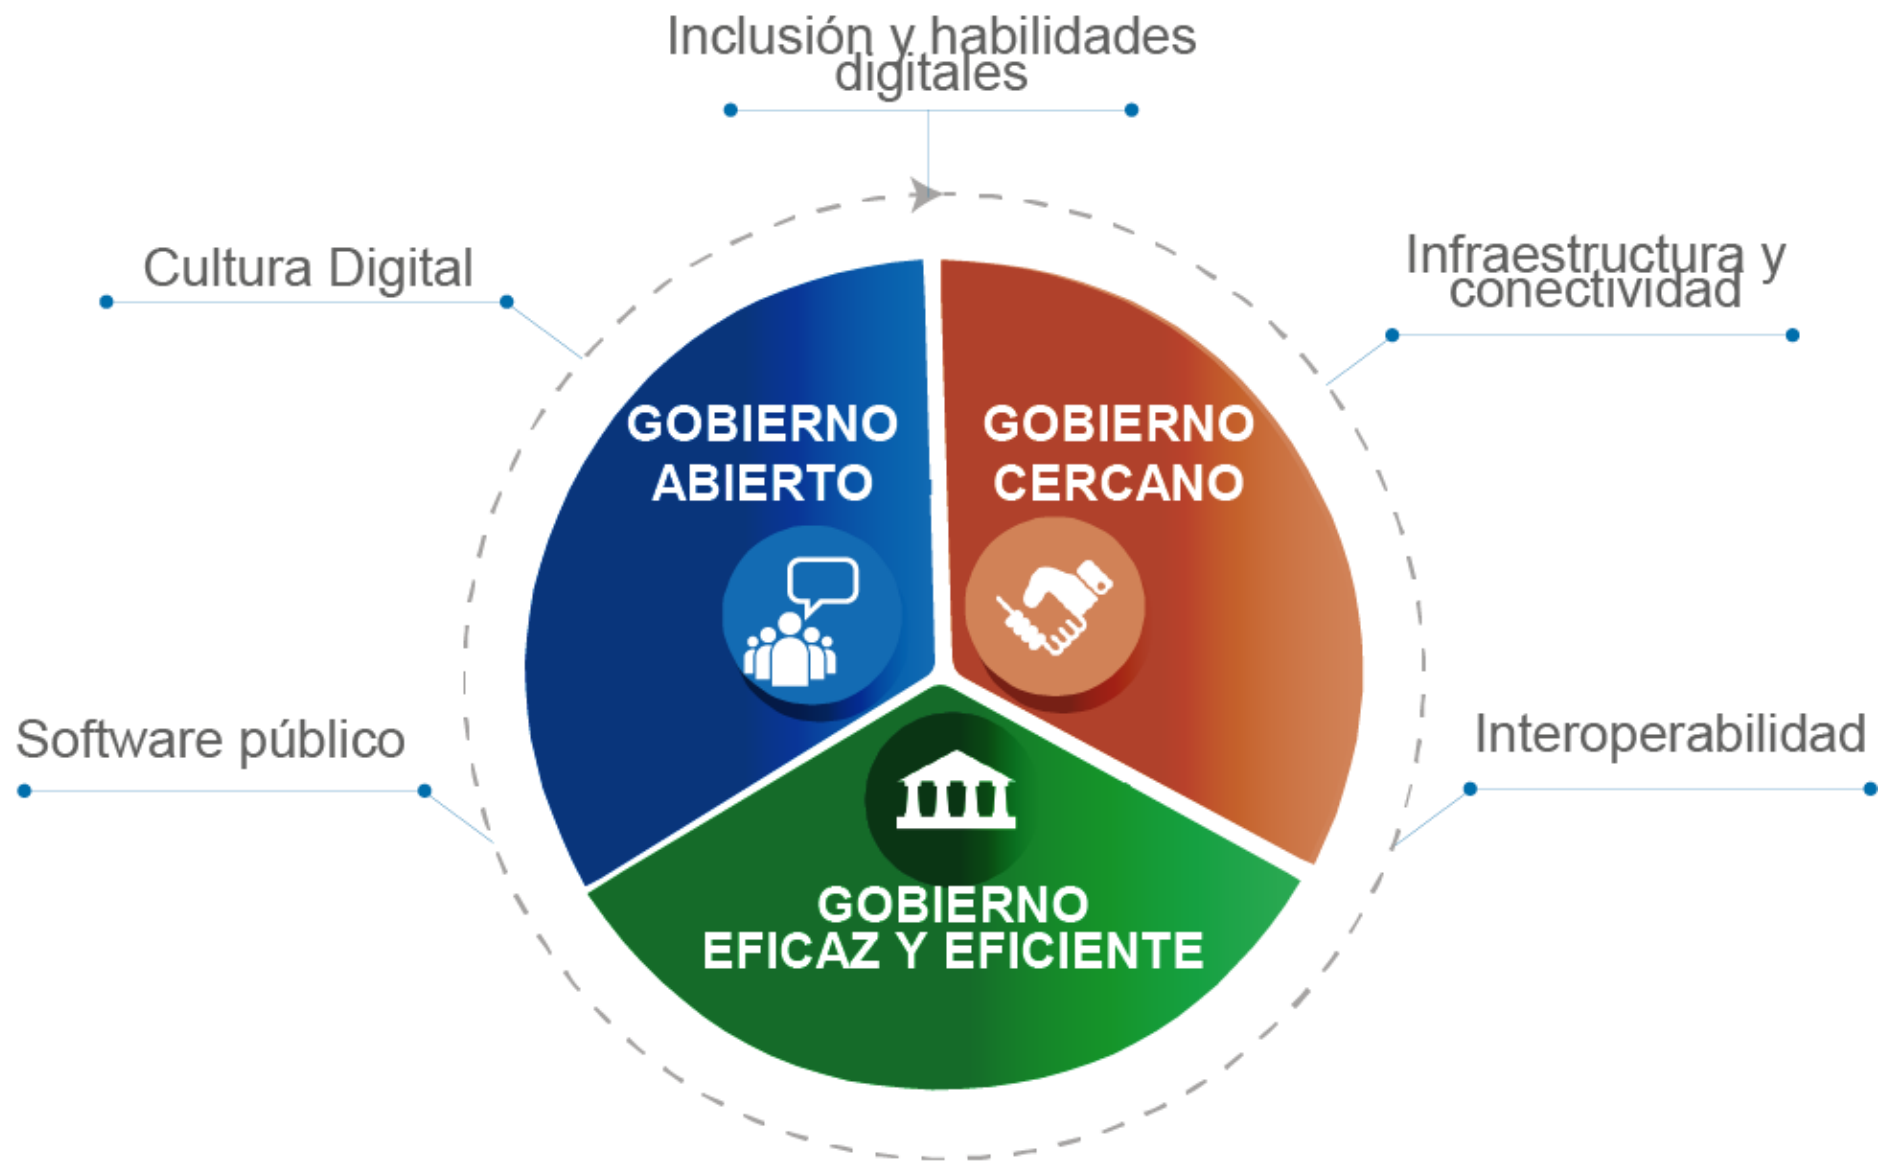 Inclusión y habilidades
digitales
Cultura Digital
Infraestructura y
conectividad
GOBIERNO
ABIERTO
GOBIERNO
CERCANO
Software público
Interoperabilidad
GOBIERNO
EFICAZ Y EFICIENTE